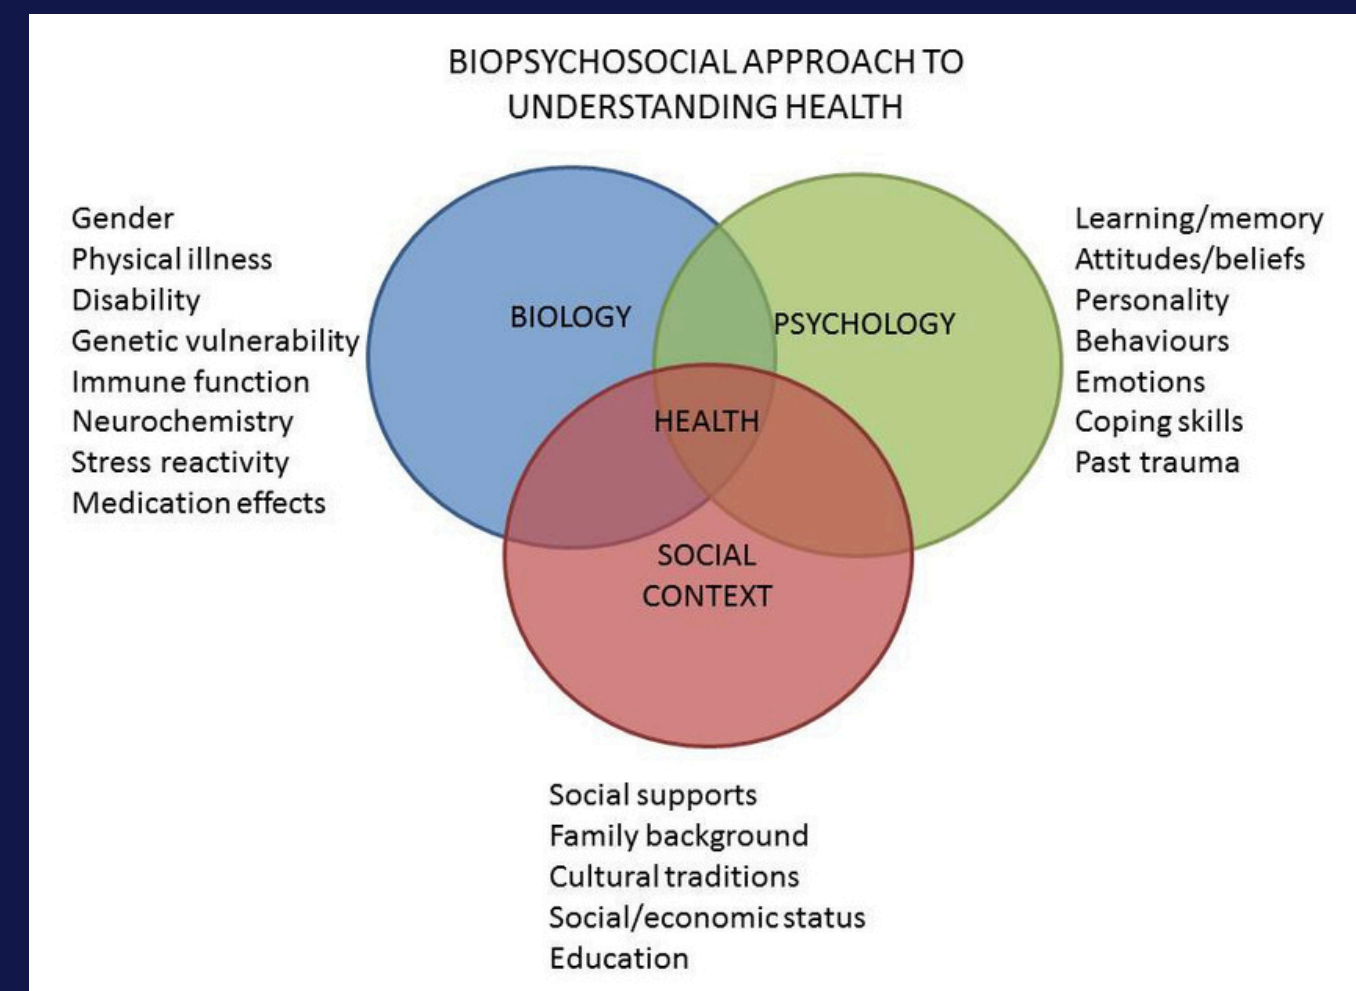 BIOPSYCHOSOCIAL APPROACH TO
UNDERSTANDING HEALTH
Gender
Physical illness
Disability
Genetic vulnerability
Immune function
Neurochemistry
Stress reactivity
Medication effects
BIOLOGY
PSYCHOLOGY
HEALTH
SOCIAL
CONTEXT
Learning/memory
Attitudes/beliefs
Personality
Behaviours
Emotions
Coping skills
Past trauma
Social supports
Family background
Cultural traditions
Social/economic status
Education